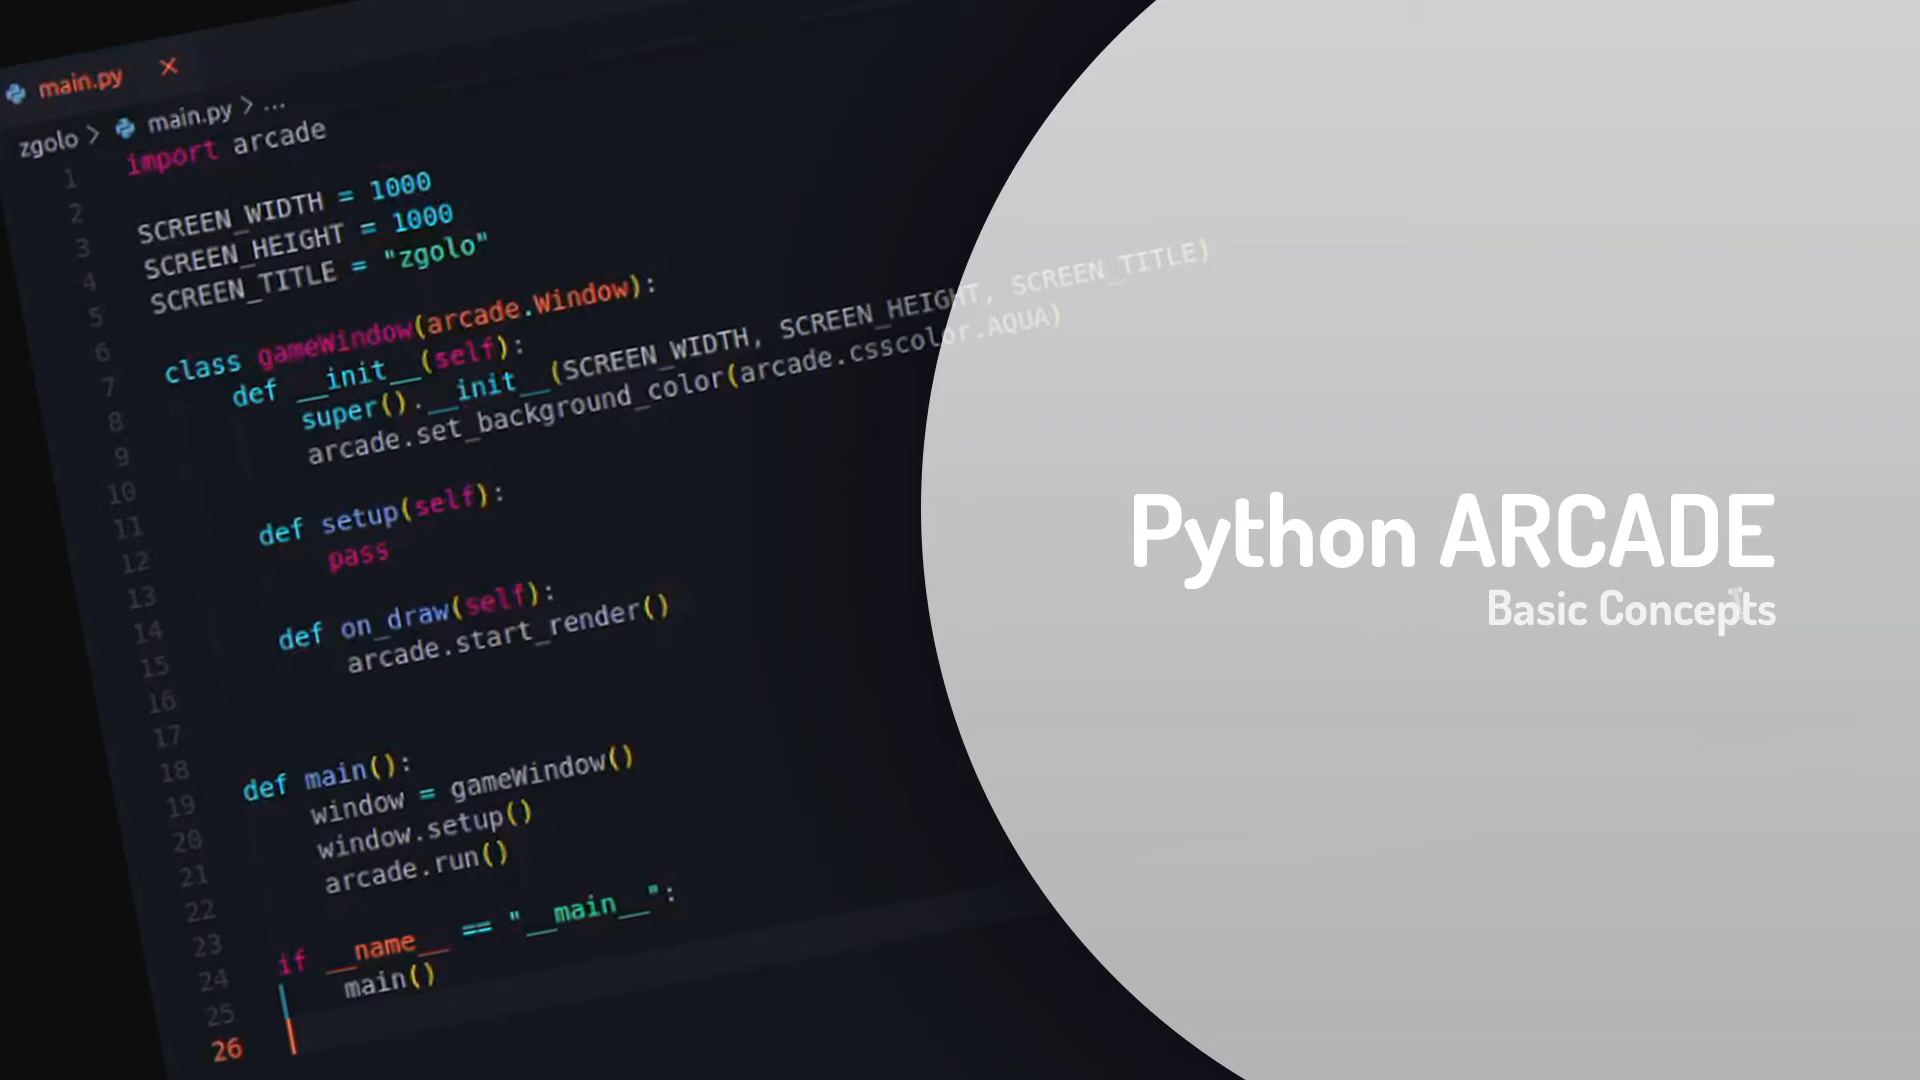 main.py ×
zgolo > main.py > ...
1 import arcade
2
3 SCREEN_WIDTH = 1000
4 SCREEN_HEIGHT = 1000
5 SCREEN_TITLE = "zgolo"
6
7 class gameWindow(arcade.Window):
8 def __init__(self):
9 super().__init__(SCREEN_WIDTH, SCREEN_HEIGHT, SCREEN_TITLE)
10 arcade.set_background_color(arcade.csscolor.AQUA)
11
12 def setup(self):
13 pass
14
15 def on_draw(self):
16 arcade.start_render()
17
18
19 def main():
20 window = gameWindow()
21 window.setup()
22 arcade.run()
23
24 if __name__ == "__main__":
25 main()
26
Python ARCADE
Basic Concepts